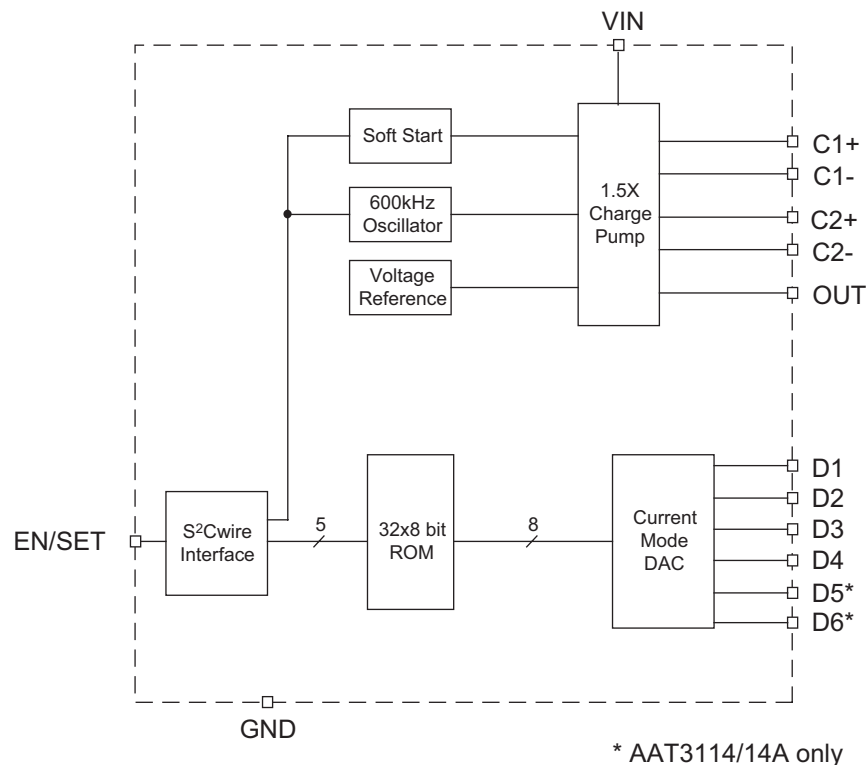 VIN
Soft Start
600kHz
Oscillator
Voltage
Reference
1.5X
Charge
Pump
C1+
C1-
C2+
C2-
OUT
EN/SET
S²Cwire
Interface
5
32x8 bit
ROM
8
Current
Mode
DAC
D1
D2
D3
D4
D5*
D6*
GND
* AAT3114/14A only